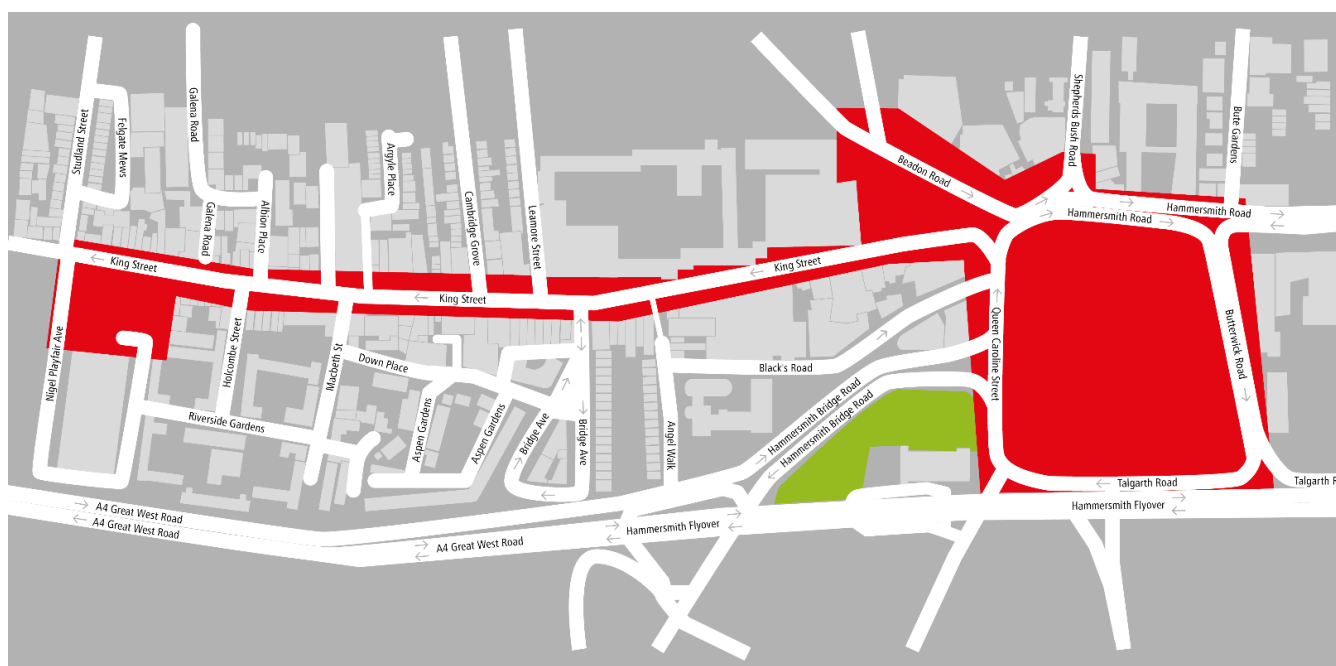 Studland Street
Felgate Mews
Galena Road
Galena Road
Albion Place
Argyle Place
Cambridge Grove
Leamore Street
Beadon Road
Shepherds Bush Road
Bute Gardens
Hammersmith Road
Hammersmith Road
King Street
King Street
King Street
Nigel Playfair Ave
Holcombe Street
Macbeth St
Down Place
Riverside Gardens
Aspen Gardens
Aspen Gardens
Bridge Ave
Bridge Ave
Angel Walk
Black's Road
Hammersmith Bridge Road
Hammersmith Bridge Road
Queen Caroline Street
Butterwick Road
Talgarth Road
Talgarth R
A4 Great West Road
A4 Great West Road
A4 Great West Road
Hammersmith Flyover
Hammersmith Flyover